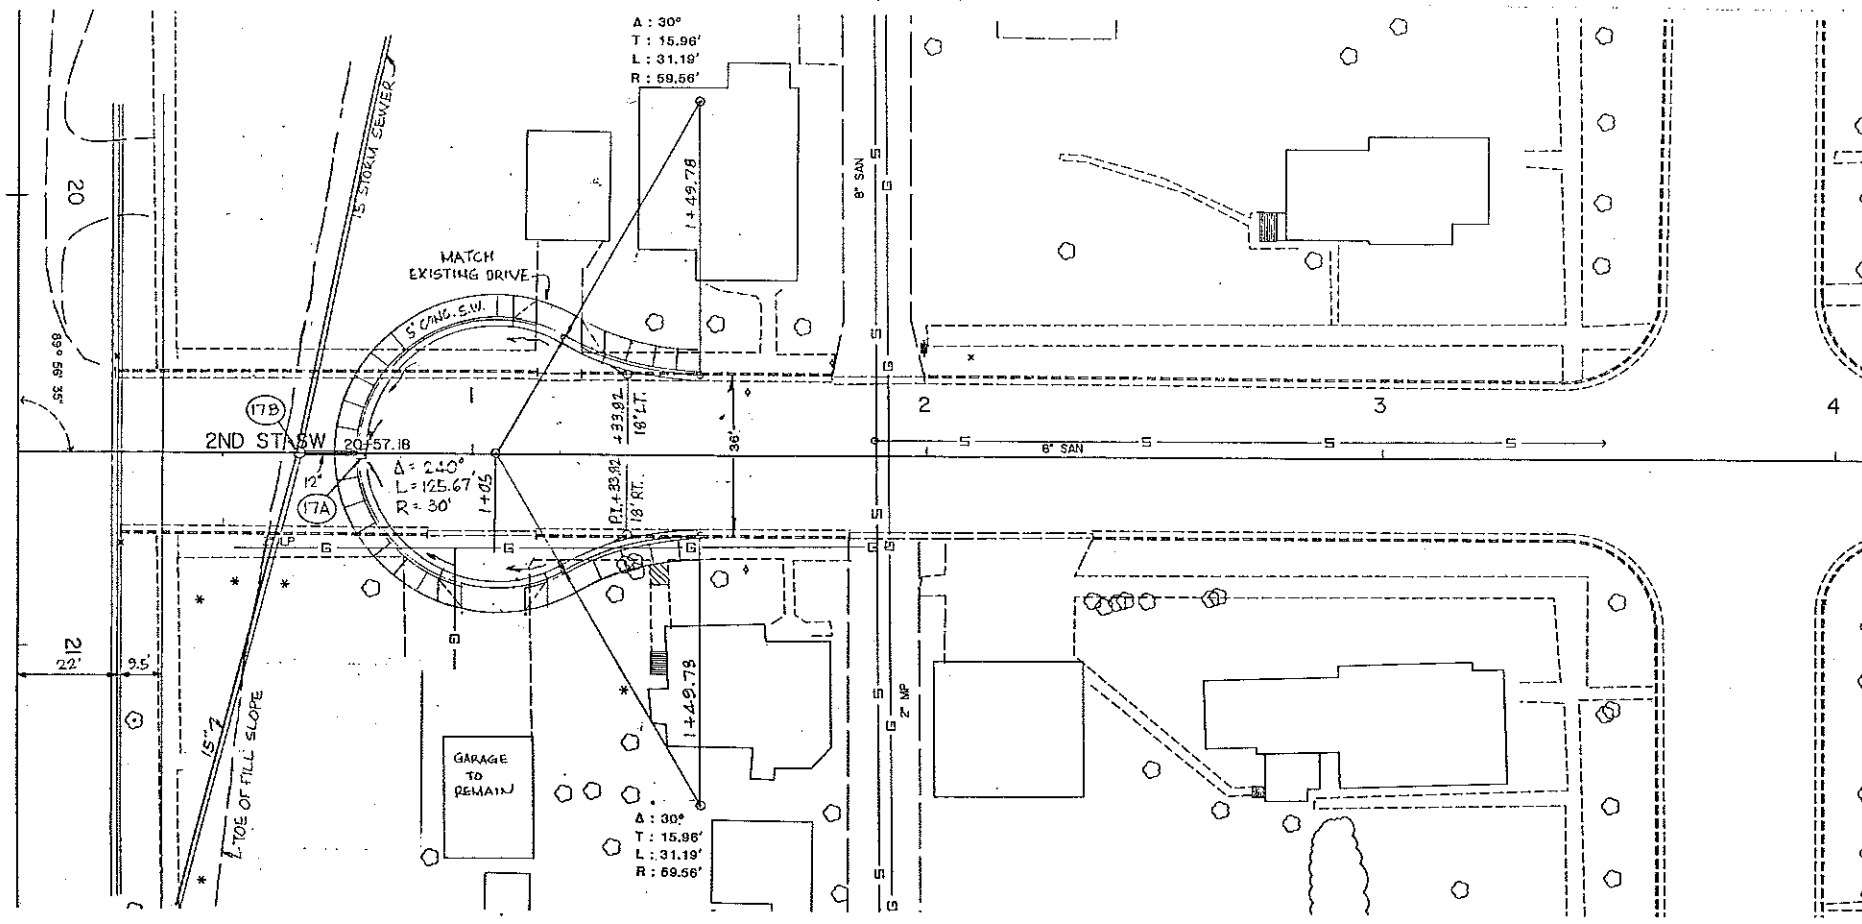 Δ : 30°
T : 15.96'
L : 31.19'
R : 59.56'
15" STORM SEWER
1+49.78
8" SAN
S
G
20
MATCH
EXISTING DRIVE
5' CONC. S.W.
89° 56' 35"
17B
1
+33.92
18' LT.
36'
2
3
4
2ND ST SW
20+57.18
8" SAN
S
S
S
S
12"
17A
Δ = 240°
L = 125.67'
R = 30'
1+05
P.I.+33.92
18' RT.
LP
G
G
G
G
21
22'
9.5'
15"
TOE OF FILL SLOPE
GARAGE
TO
REMAIN
1+49.78
2" MP
S
G
Δ : 30°
T : 15.96'
L : 31.19'
R : 59.56'